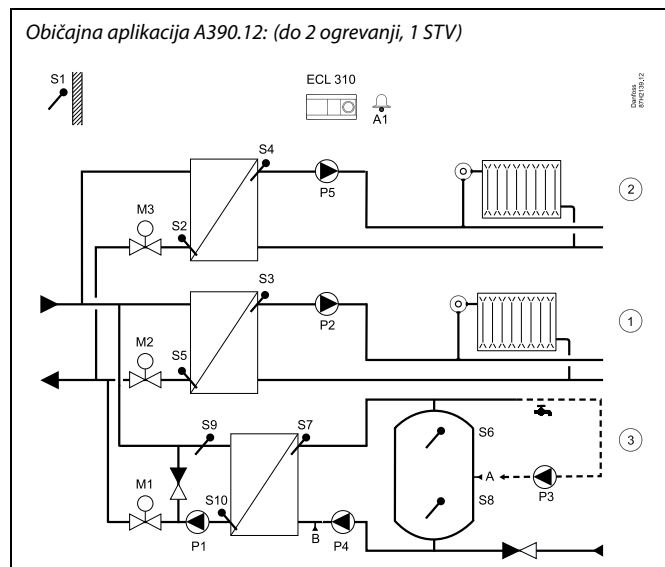 Običajna aplikacija A390.12: (do 2 ogrevanji, 1 STV)
S1
ECL 310
A1
Danfoss
87H2139.12
S4
P5
2
M3
S2
S3
P2
1
M2
S5
S9
S7
S6
3
A
P3
M1
S10
S8
P1
B
P4